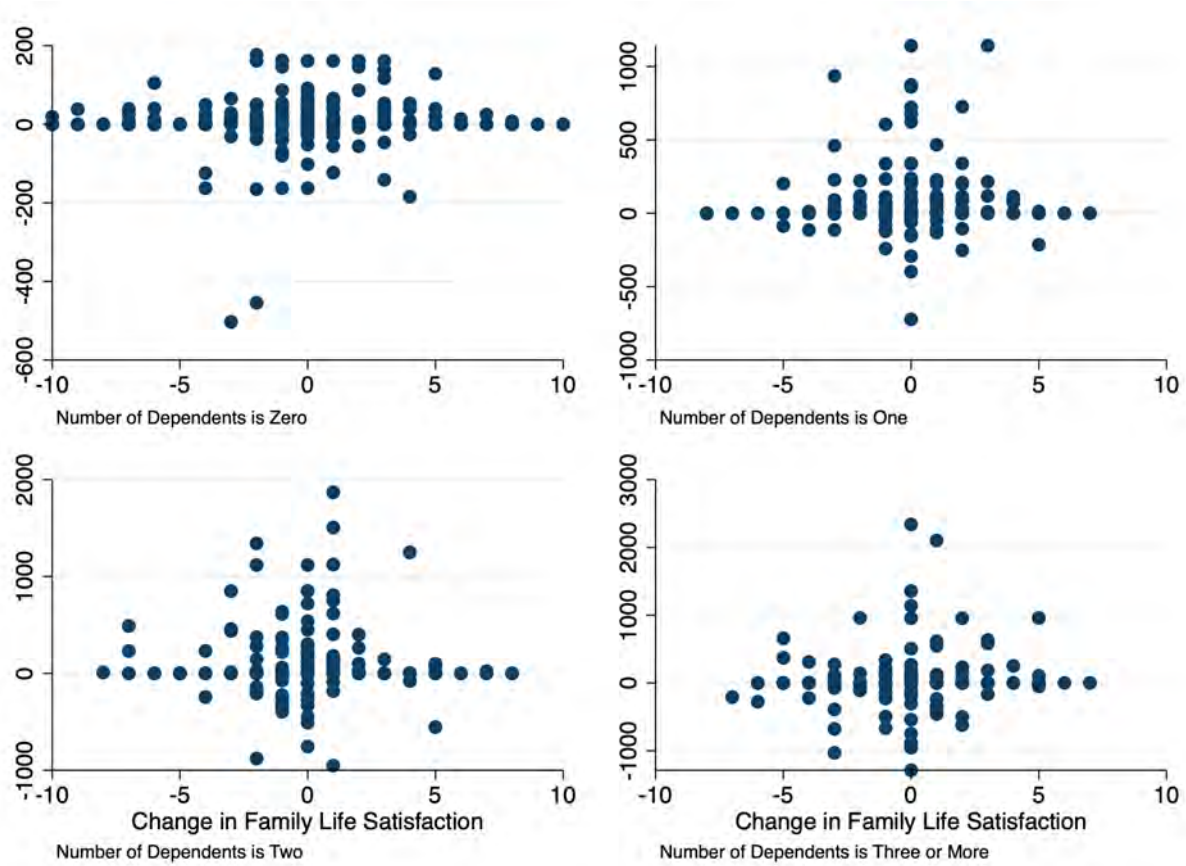 200
0
-200
-400
-600
-10 -5 0 5 10
Number of Dependents is Zero
1000
500
0
-500
-1000
-10 -5 0 5 10
Number of Dependents is One
2000
1000
0
-1000
-10 -5 0 5 10
Change in Family Life Satisfaction
Number of Dependents is Two
3000
2000
1000
0
-1000
-10 -5 0 5 10
Change in Family Life Satisfaction
Number of Dependents is Three or More